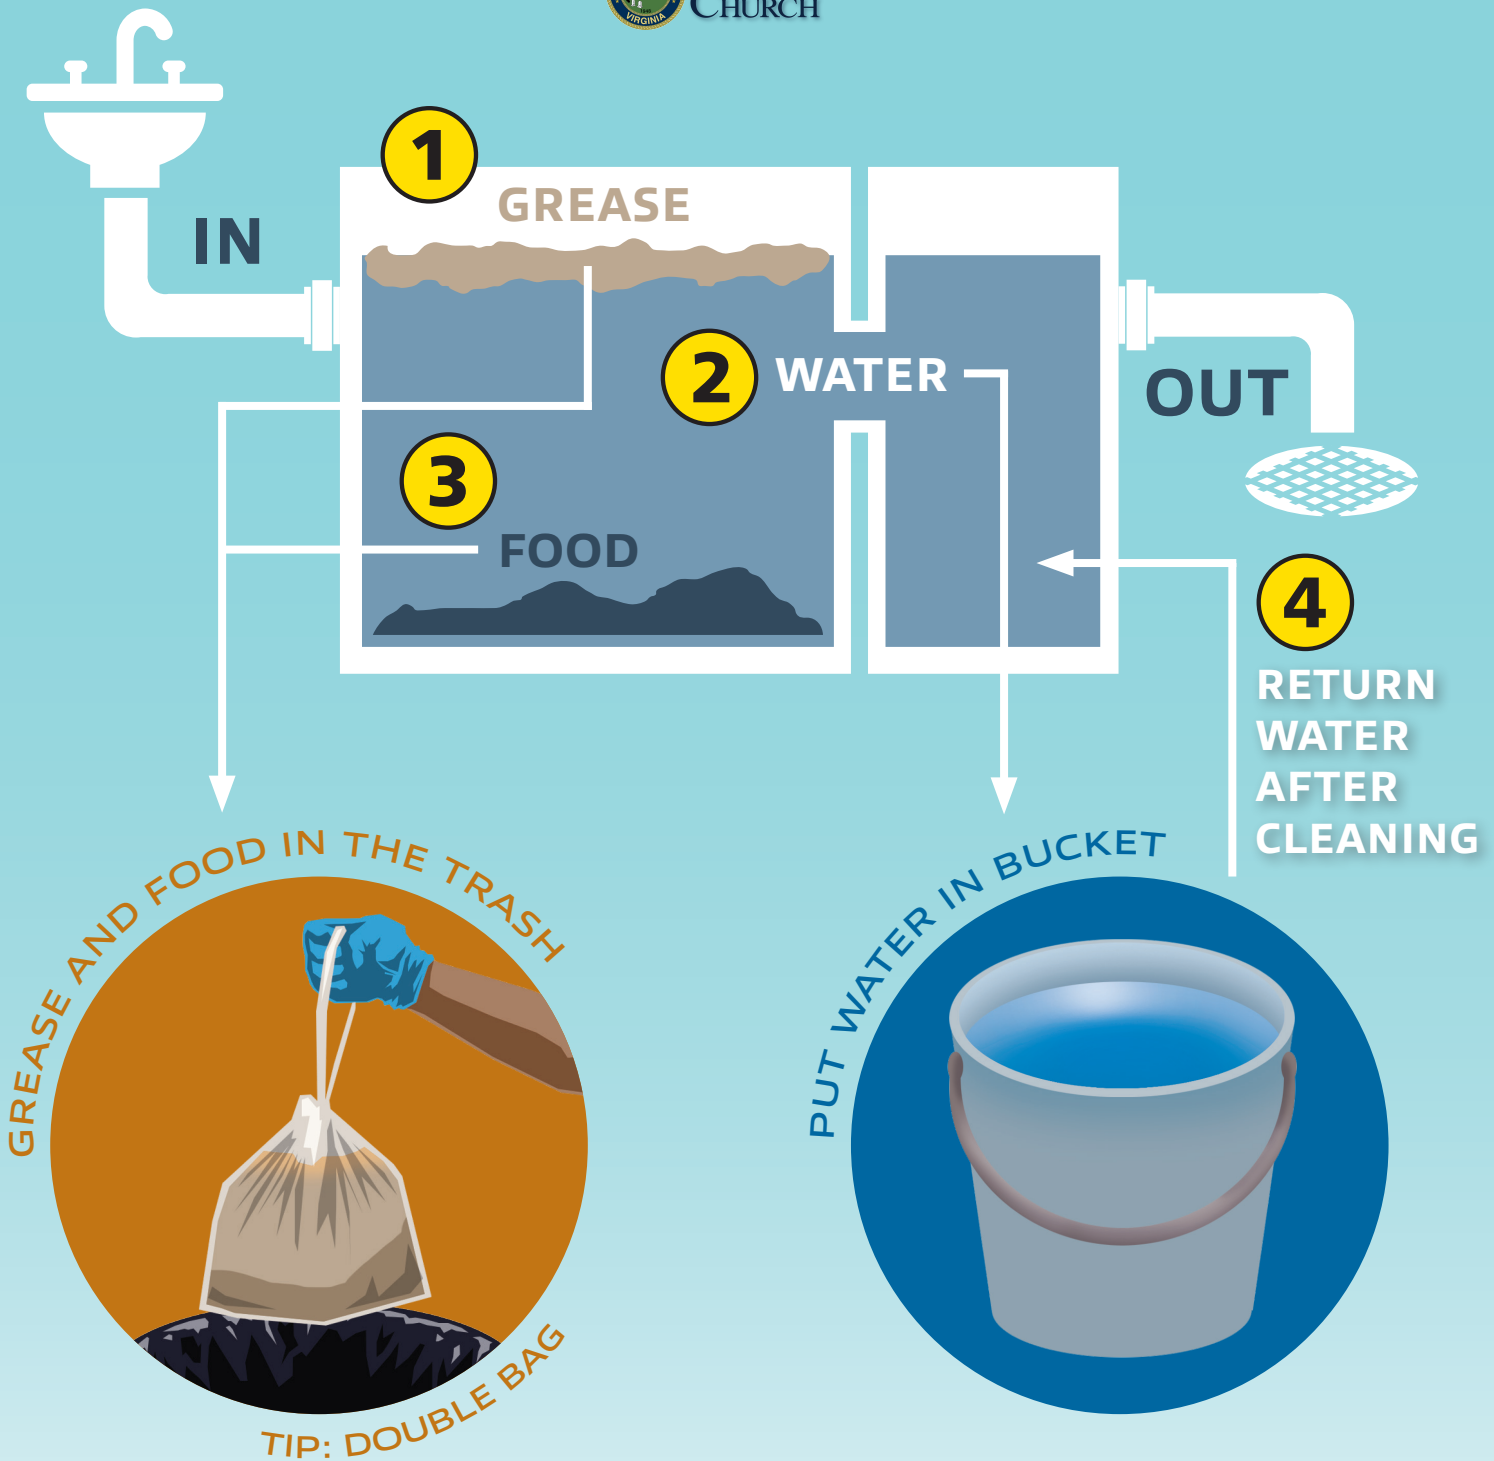 VIRGINIA
CHURCH
IN
1
GREASE
2
WATER
OUT
3
FOOD
4
RETURN
WATER
AFTER
CLEANING
GREASE AND FOOD IN THE TRASH
TIP: DOUBLE BAG
PUT WATER IN BUCKET